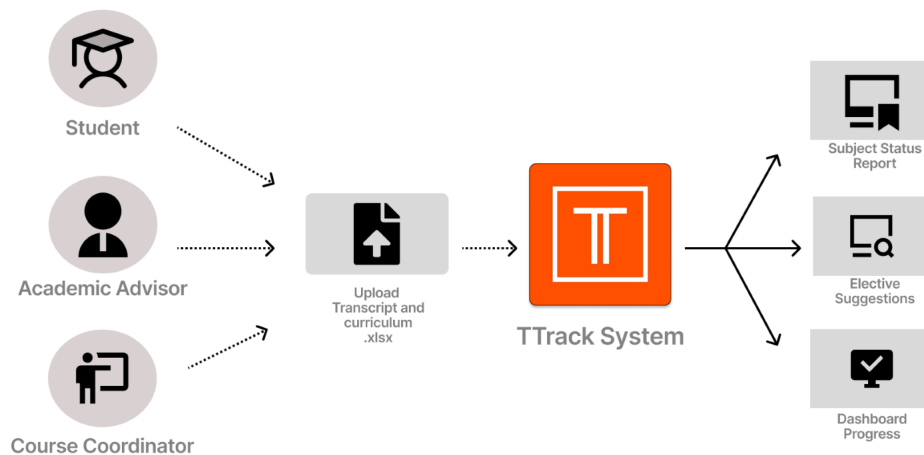 Student
Academic Advisor
Course Coordinator
Upload
Transcript and
curriculum
.xlsx
TT
TTrack System
Subject Status
Report
Elective
Suggestions
Dashboard
Progress